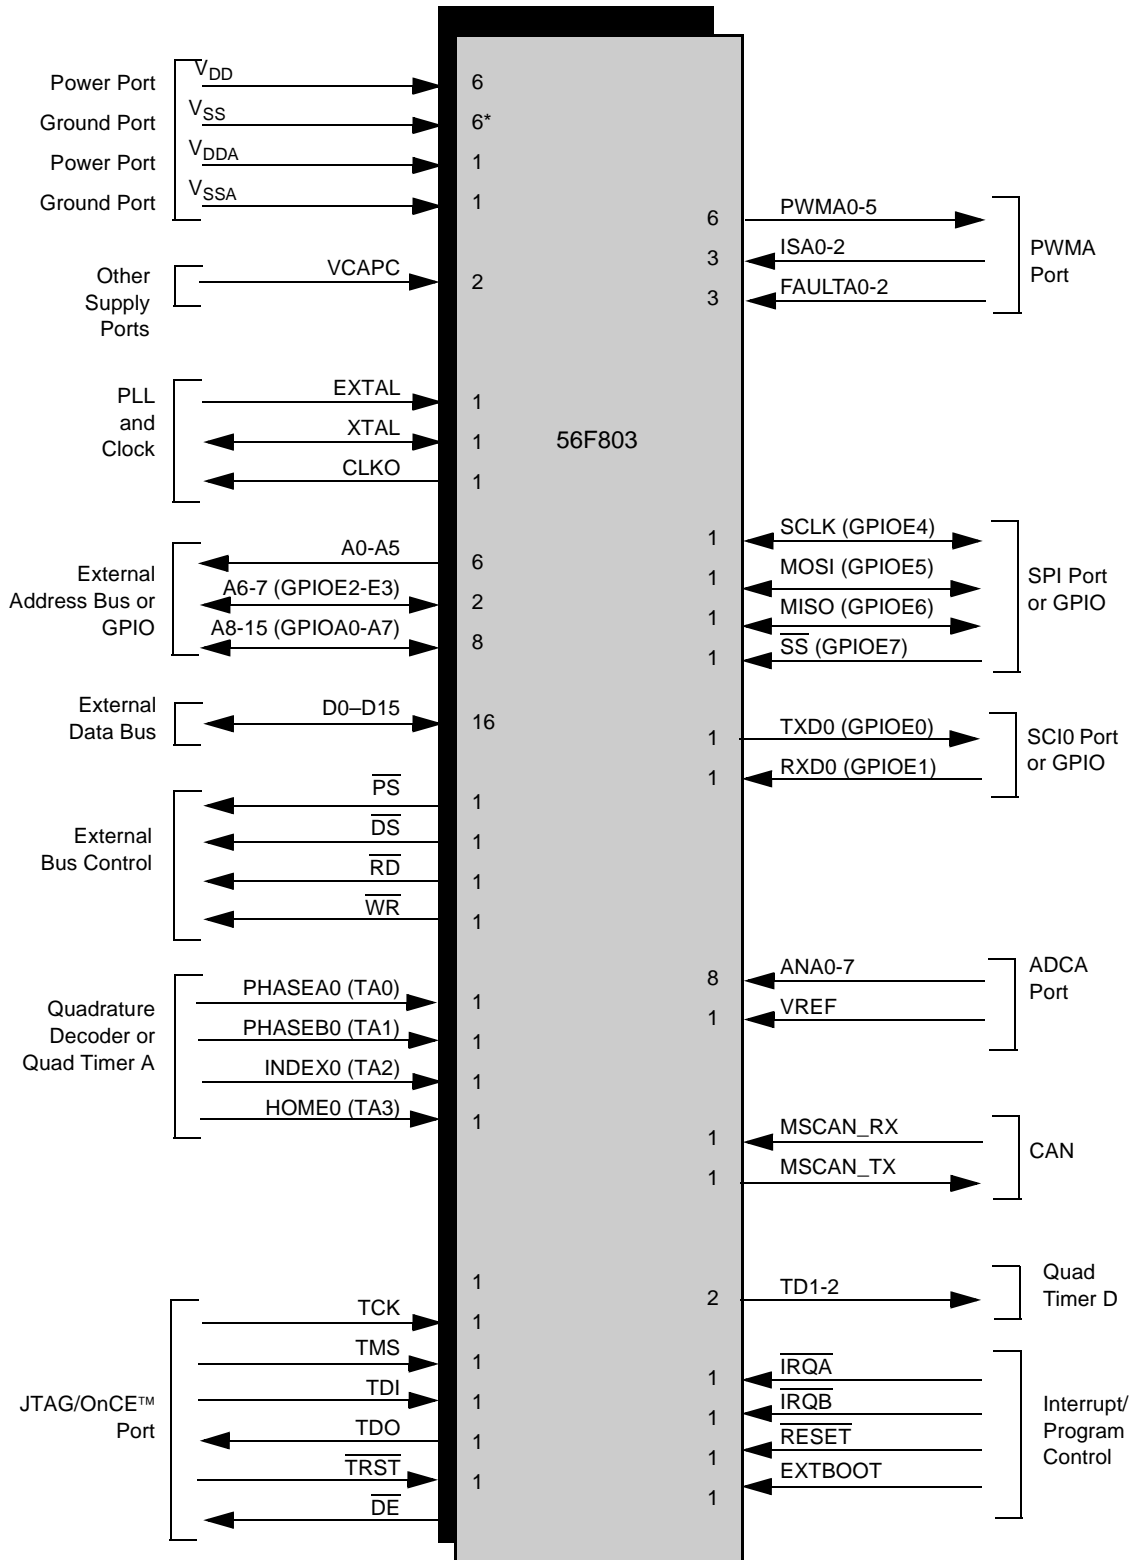 Power Port
VDD
6
Ground Port
VSS
6*
Power Port
VDDA
1
Ground Port
VSSA
1
Other
Supply
Ports
VCAPC
2
PLL
and
Clock
EXTAL
1
XTAL
1
CLKO
1
External
Address Bus or
GPIO
A0-A5
6
A6-7 (GPIOE2-E3)
2
A8-15 (GPIOA0-A7)
8
External
Data Bus
D0–D15
16
External
Bus Control
PS
1
DS
1
RD
1
WR
1
Quadrature
Decoder or
Quad Timer A
PHASEA0 (TA0)
1
PHASEB0 (TA1)
1
INDEX0 (TA2)
1
HOME0 (TA3)
1
JTAG/OnCE™
Port
1
TCK
1
TMS
1
TDI
1
TDO
1
TRST
1
DE
56F803
6
PWMA0-5
3
ISA0-2
3
FAULTA0-2
PWMA
Port
1
SCLK (GPIOE4)
1
MOSI (GPIOE5)
1
MISO (GPIOE6)
1
SS (GPIOE7)
SPI Port
or GPIO
1
TXD0 (GPIOE0)
1
RXD0 (GPIOE1)
SCI0 Port
or GPIO
8
ANA0-7
1
VREF
ADCA
Port
1
MSCAN_RX
1
MSCAN_TX
CAN
2
TD1-2
Quad
Timer D
1
IRQA
1
IRQB
1
RESET
1
EXTBOOT
Interrupt/
Program
Control